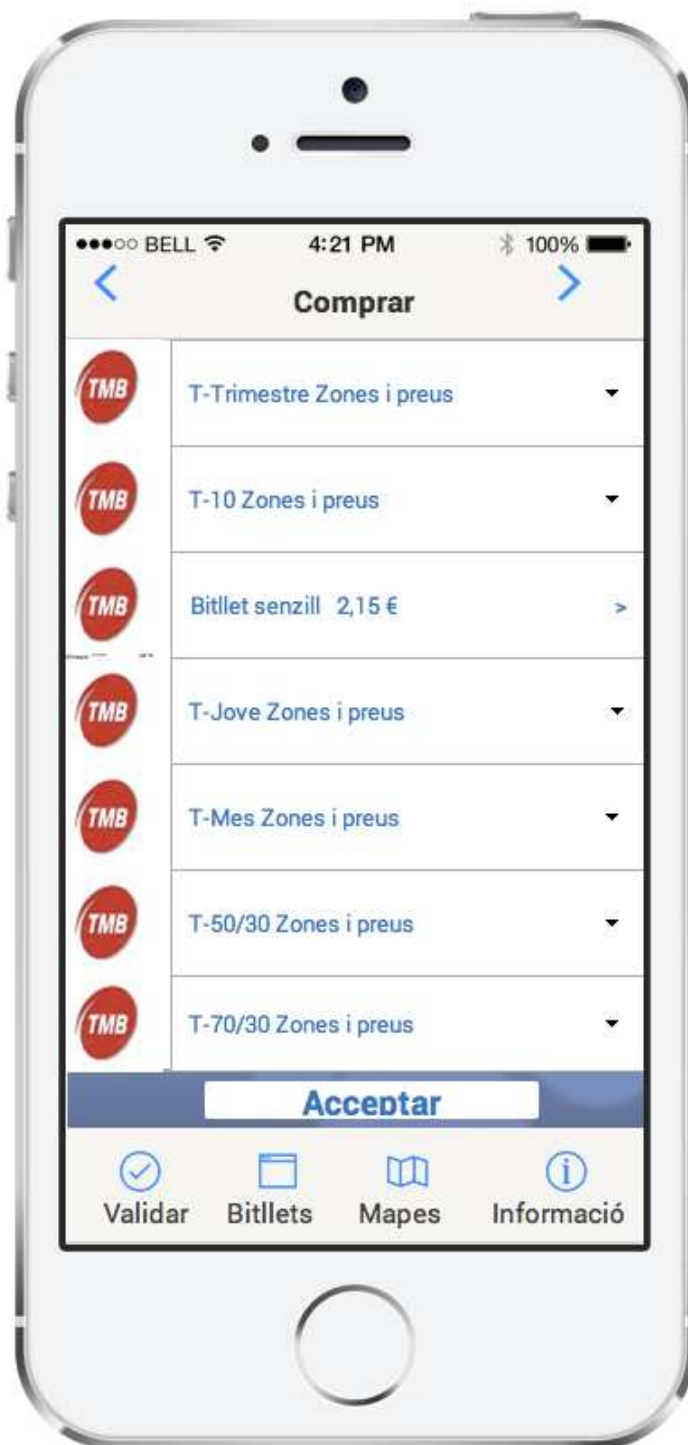 BELL 4:21 PM 100%
Comprar
TMB T-Trimestre Zones i preus
TMB T-10 Zones i preus
TMB Bitllet senzill 2,15 € >
TMB T-Jove Zones i preus
TMB T-Mes Zones i preus
TMB T-50/30 Zones i preus
TMB T-70/30 Zones i preus
Acceptar
Validar Bitllets Mapes Informació